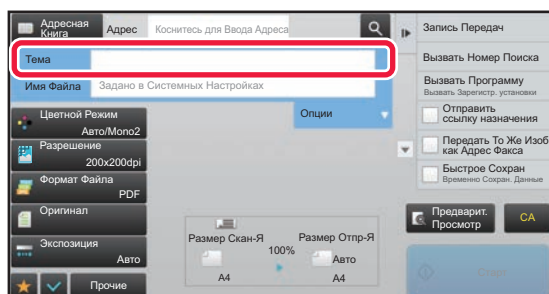 Адресная
Книга
Адрес
Коснитесь для Ввода Адреса
Тема
Имя Файла
Задано в Системных Настройках
Цветной Режим
Авто/Mono2
Опции
Разрешение
200x200dpi
Формат Файла
PDF
Оригинал
Экспозиция
Авто
Прочие
Размер Скан-Я
A4
100%
Размер Отпр-Я
Авто
A4
Запись Передач
Вызвать Номер Поиска
Вызвать Программу
Вызвать Зарегистр. установки
Отправить
ссылку назначения
Передать То Же Изоб
как Адрес Факса
Быстрое Сохран
Временно Сохран. Данные
Предварит.
Просмотр
CA